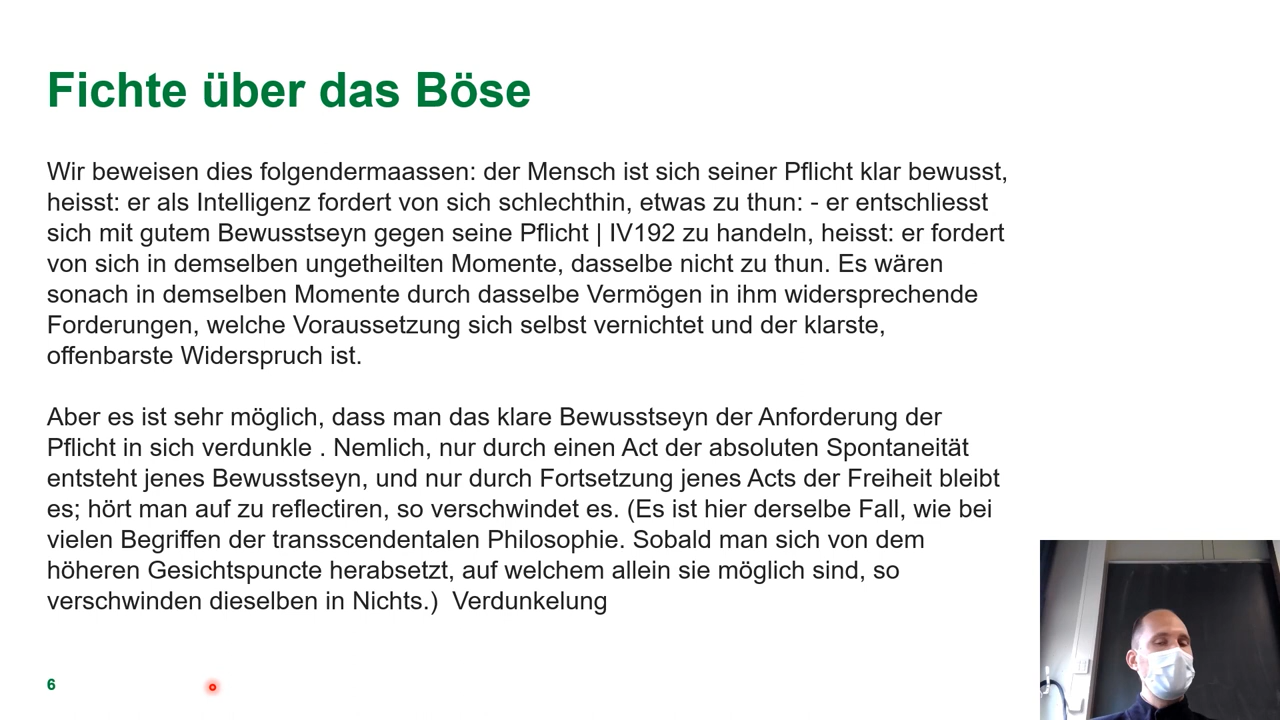 Fichte über das Böse
Wir beweisen dies folgendermaassen: der Mensch ist sich seiner Pflicht klar bewusst,
heisst: er als Intelligenz fordert von sich schlechthin, etwas zu thun: - er entschliesst
sich mit gutem Bewusstseyn gegen seine Pflicht | IV192 zu handeln, heisst: er fordert
von sich in demselben ungetheilten Momente, dasselbe nicht zu thun. Es wären
sonach in demselben Momente durch dasselbe Vermögen in ihm widersprechende
Forderungen, welche Voraussetzung sich selbst vernichtet und der klarste,
offenbarste Widerspruch ist.
Aber es ist sehr möglich, dass man das klare Bewusstseyn der Anforderung der
Pflicht in sich verdunkle . Nemlich, nur durch einen Act der absoluten Spontaneität
entsteht jenes Bewusstseyn, und nur durch Fortsetzung jenes Acts der Freiheit bleibt
es; hört man auf zu reflectiren, so verschwindet es. (Es ist hier derselbe Fall, wie bei
vielen Begriffen der transscendentalen Philosophie. Sobald man sich von dem
höheren Gesichtspuncte herabsetzt, auf welchem allein sie möglich sind, so
verschwinden dieselben in Nichts.)  Verdunkelung
6